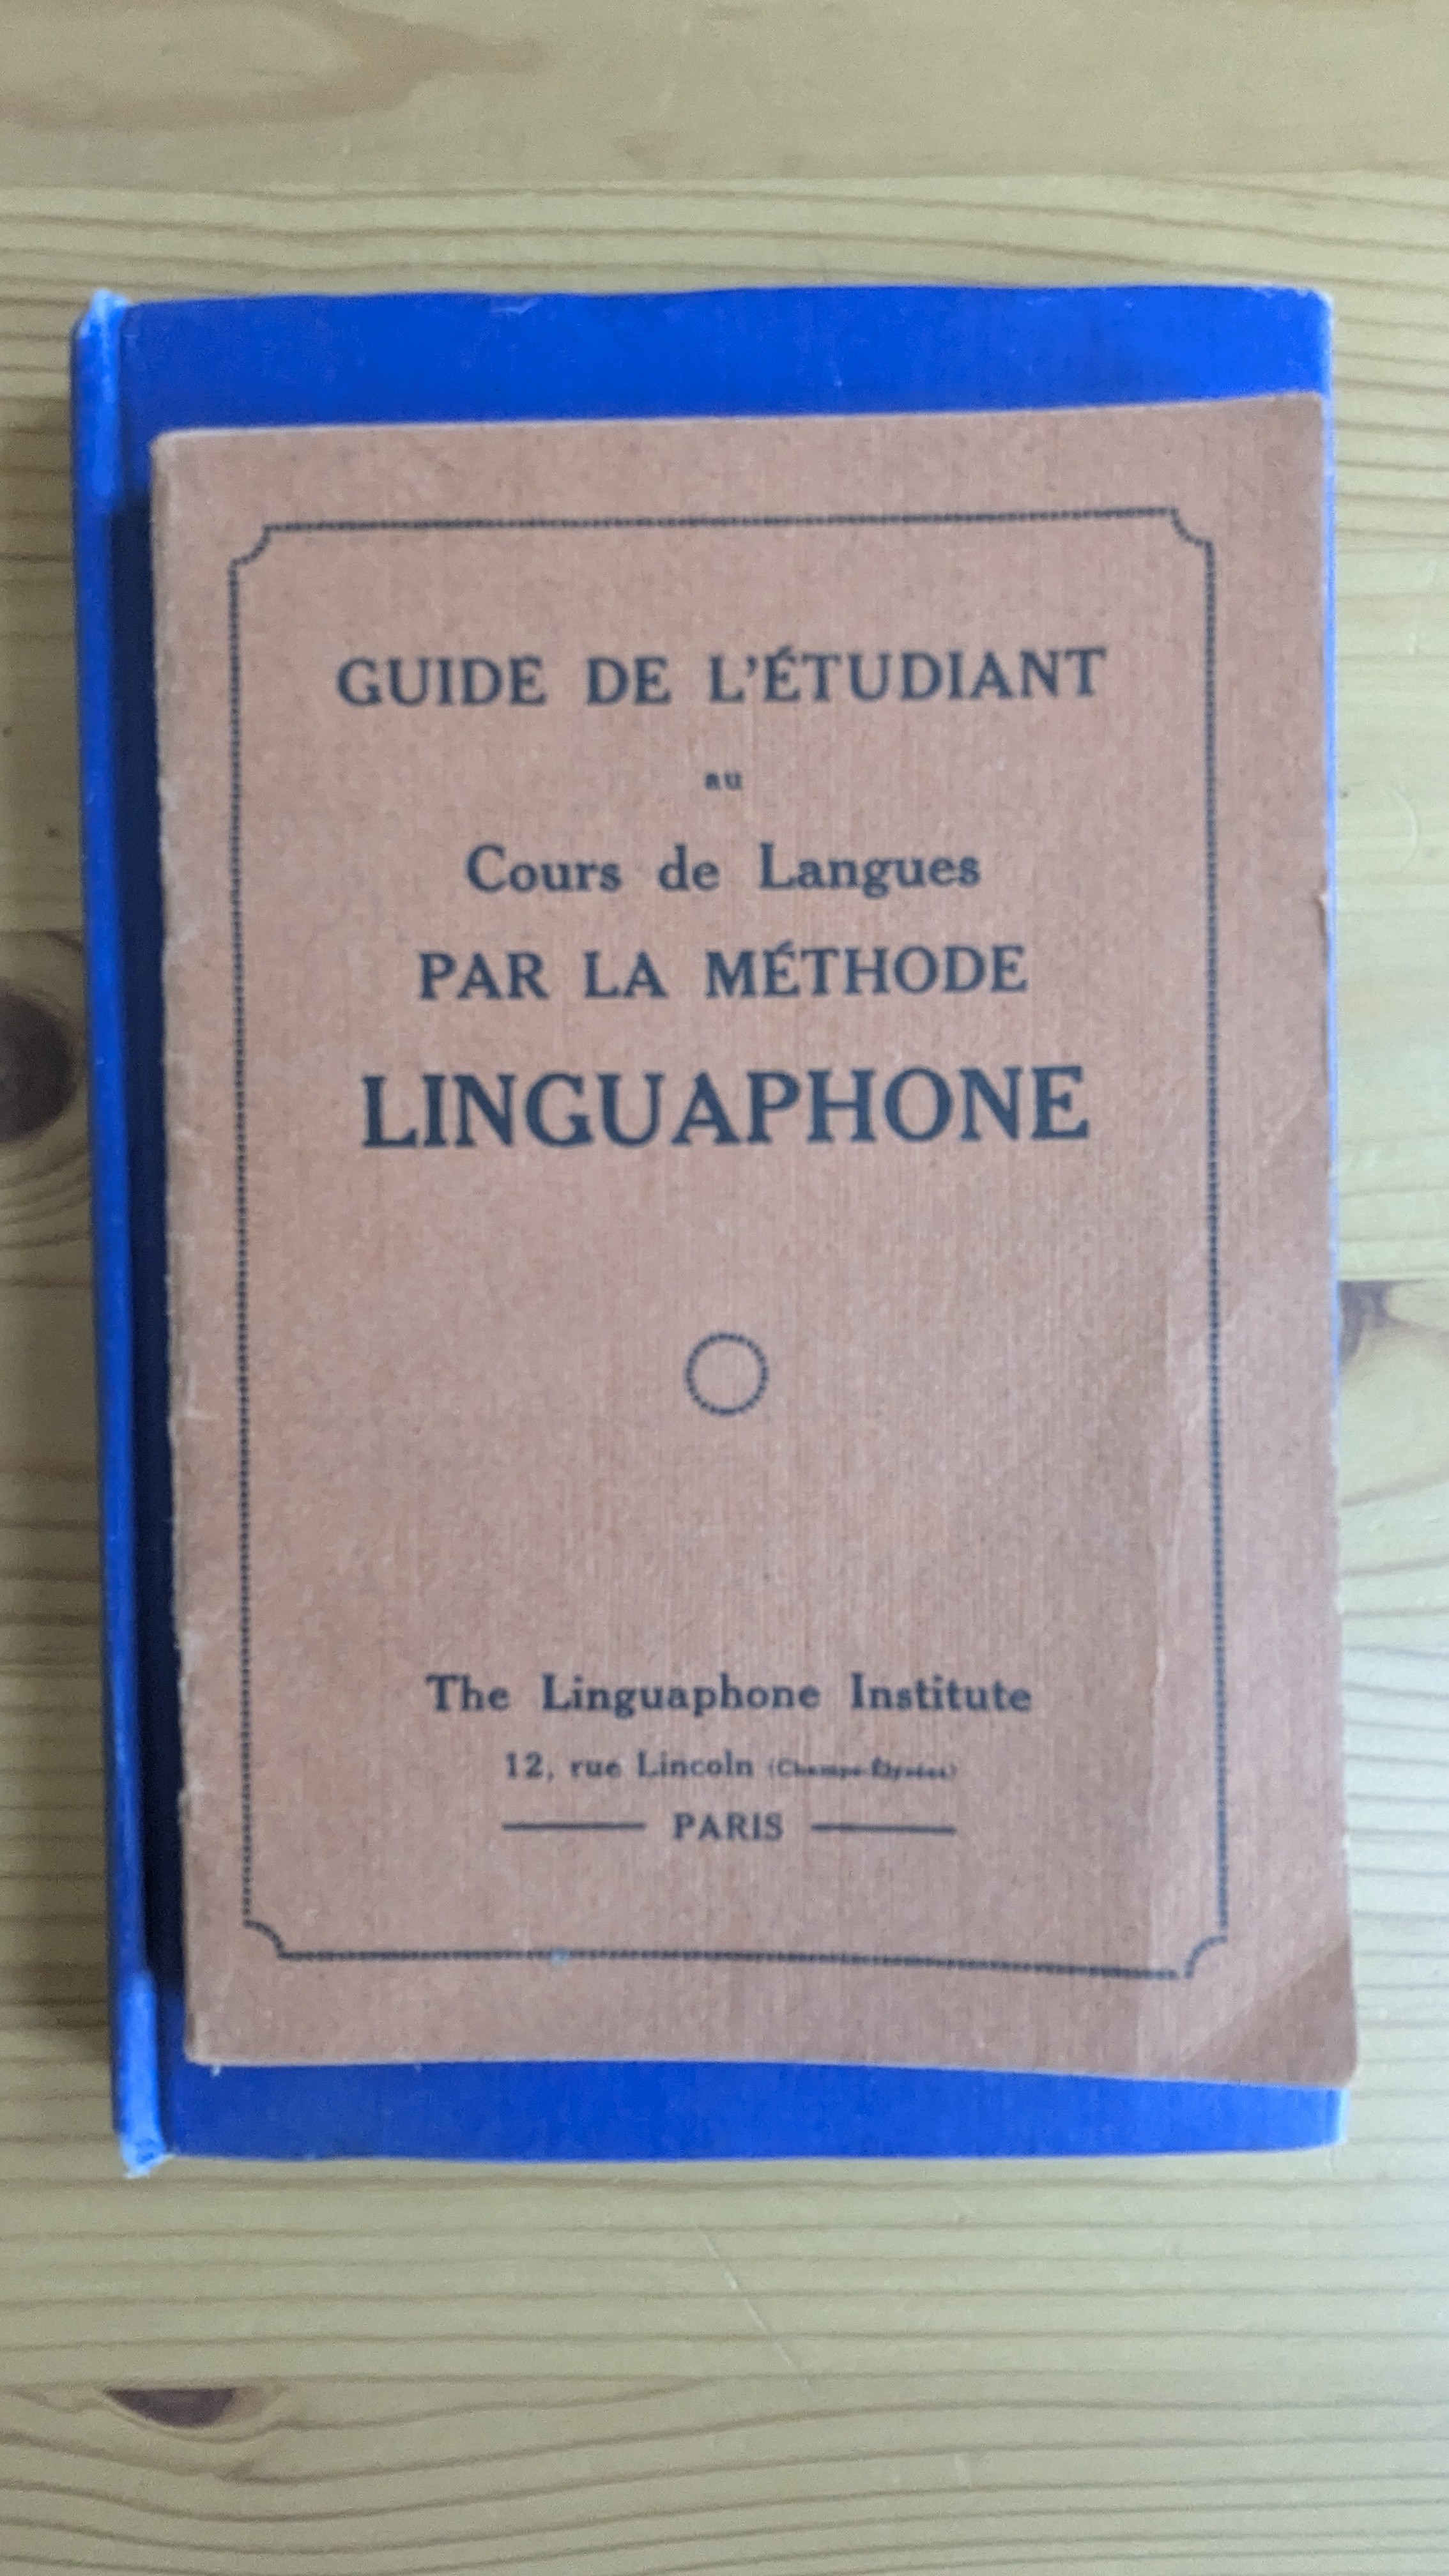 GUIDE DE L'ÉTUDIANT
au
Cours de Langues
PAR LA MÉTHODE
LINGUAPHONE
The Linguaphone Institute
12, rue Lincoln (Champs-Élysées)
PARIS